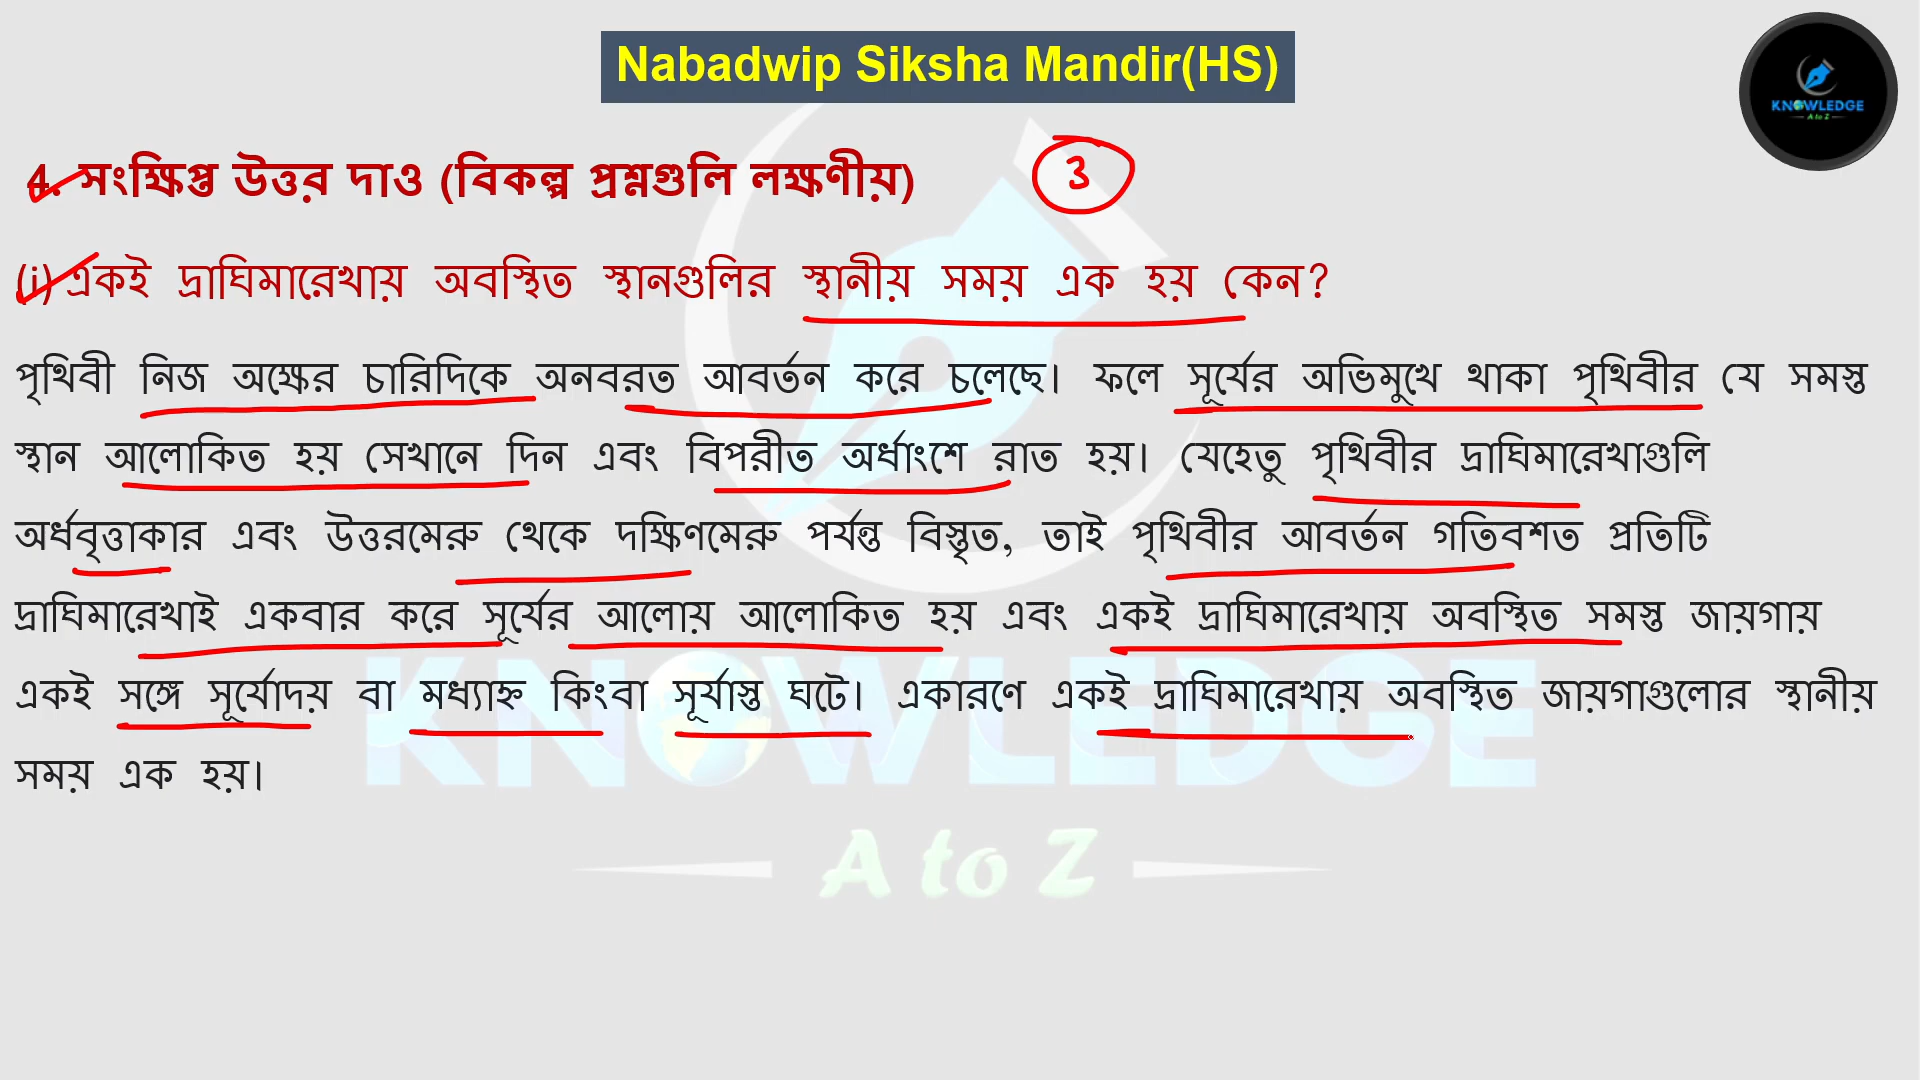 Nabadwip Siksha Mandir(HS)
KNOWLEDGE
A to Z
4. সংক্ষিপ্ত উত্তর দাও (বিকল্প প্রশ্নগুলি লক্ষণীয়) 3
(i) একই দ্রাঘিমারেখায় অবস্থিত স্থানগুলির স্থানীয় সময় এক হয় কেন?
পৃথিবী নিজ অক্ষের চারিদিকে অনবরত আবর্তন করে চলেছে। ফলে সূর্যের অভিমুখে থাকা পৃথিবীর যে সমস্ত
স্থান আলোকিত হয় সেখানে দিন এবং বিপরীত অর্ধাংশে রাত হয়। যেহেতু পৃথিবীর দ্রাঘিমারেখাগুলি
অর্ধবৃত্তাকার এবং উত্তরমেরু থেকে দক্ষিণমেরু পর্যন্ত বিস্তৃত, তাই পৃথিবীর আবর্তন গতিবশত প্রতিটি
দ্রাঘিমারেখাই একবার করে সূর্যের আলোয় আলোকিত হয় এবং একই দ্রাঘিমারেখায় অবস্থিত সমস্ত জায়গায়
একই সঙ্গে সূর্যোদয় বা মধ্যাহ্ন কিংবা সূর্যাস্ত ঘটে। একারণে একই দ্রাঘিমারেখায় অবস্থিত জায়গাগুলোর স্থানীয়
সময় এক হয়।
KNOWLEDGE
A to Z